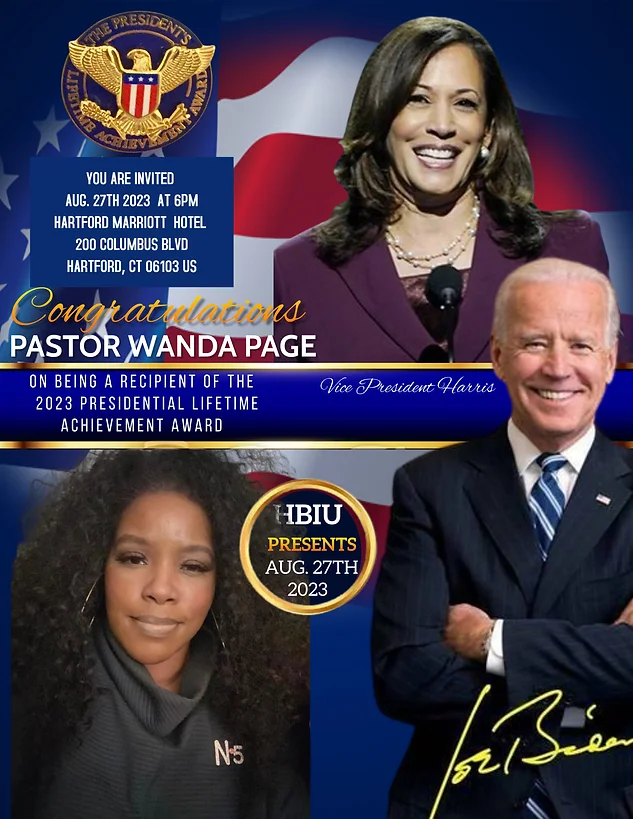 THE PRESIDENT'S
LIFETIME ACHIEVEMENT AWARD
YOU ARE INVITED
AUG. 27TH 2023 AT 6PM
HARTFORD MARRIOTT HOTEL
200 COLUMBUS BLVD
HARTFORD, CT 06103 US
Congratulations
PASTOR WANDA PAGE
ON BEING A RECIPIENT OF THE
2023 PRESIDENTIAL LIFETIME
ACHIEVEMENT AWARD
Vice President Harris
HBIU
PRESENTS
AUG. 27TH
2023
N5
Joe Biden